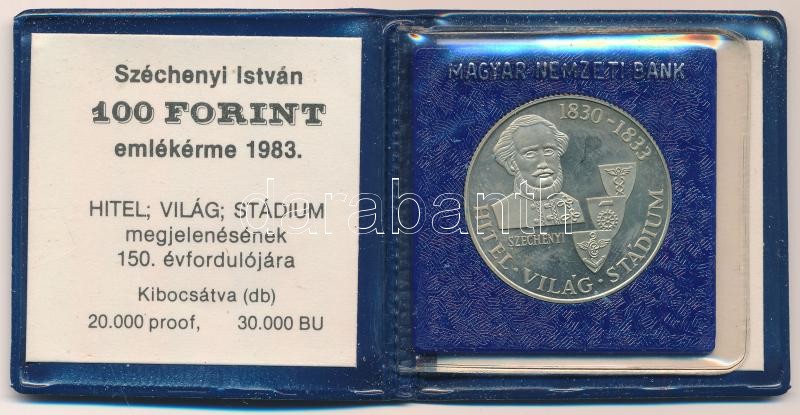 Széchenyi István
100 FORINT
emlékérme 1983.
HITEL; VILÁG; STÁDIUM
megjelenésének
150. évfordulójára
Kibocsátva (db)
20.000 proof, 30.000 BU
MAGYAR NEMZETI BANK
1830-1833
SZÉCHENYI
HITEL · VILÁG · STÁDIUM
darabanth